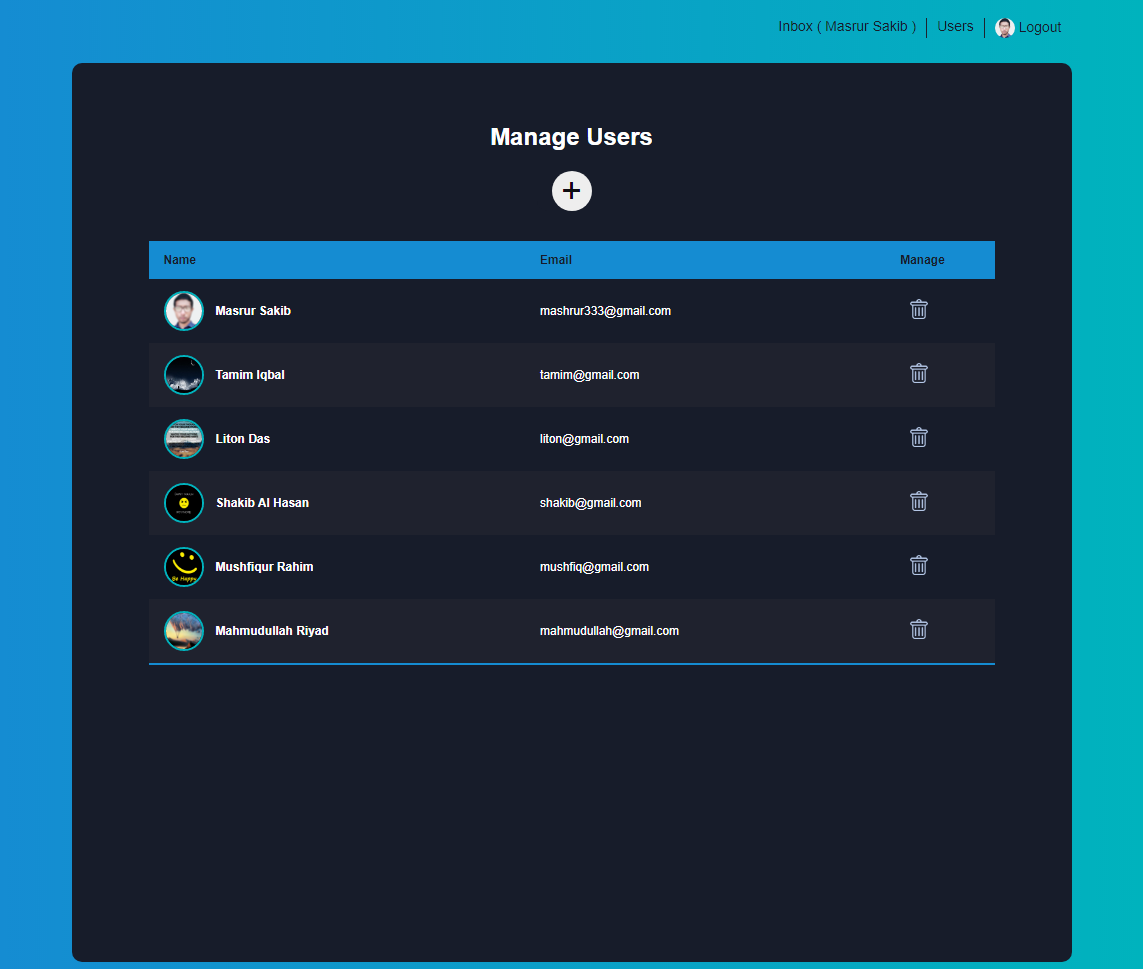 Inbox ( Masrur Sakib ) Users Logout
Manage Users
+
Name Email Manage
Masrur Sakib mashrur333@gmail.com
Tamim Iqbal tamim@gmail.com
Liton Das liton@gmail.com
Shakib Al Hasan shakib@gmail.com
Mushfiqur Rahim mushfiq@gmail.com
Be Happy
Mahmudullah Riyad mahmudullah@gmail.com